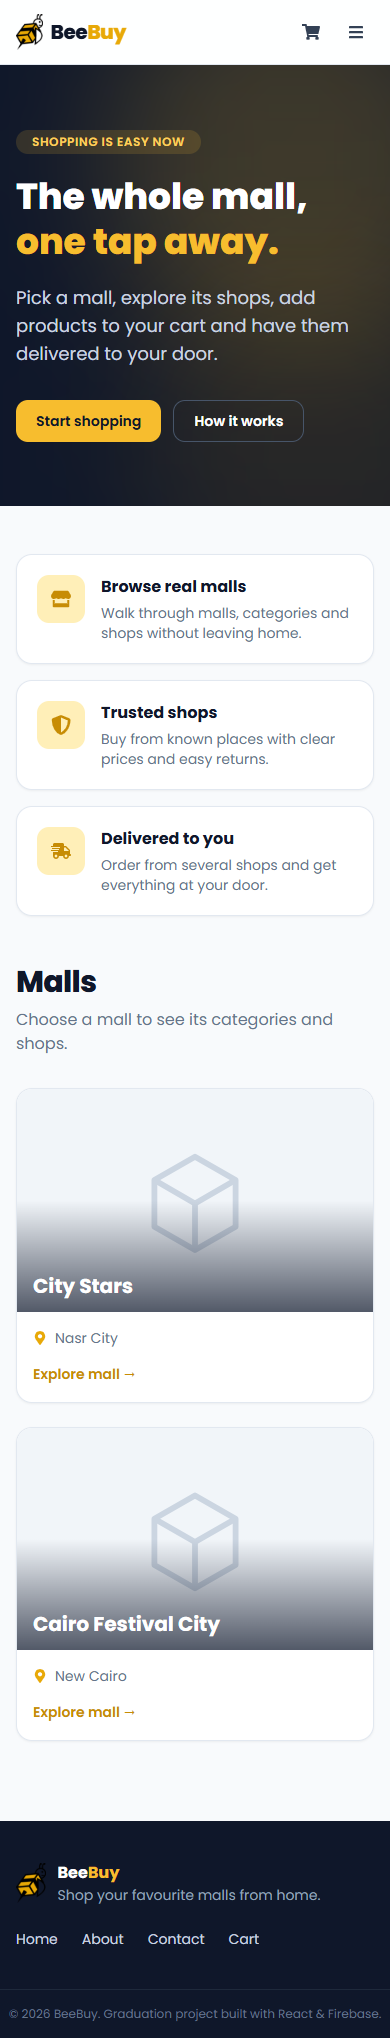 BeeBuy
SHOPPING IS EASY NOW
The whole mall,
one tap away.
Pick a mall, explore its shops, add
products to your cart and have them
delivered to your door.
Start shopping
How it works
Browse real malls
Walk through malls, categories and
shops without leaving home.
Trusted shops
Buy from known places with clear
prices and easy returns.
Delivered to you
Order from several shops and get
everything at your door.
Malls
Choose a mall to see its categories and
shops.
City Stars
Nasr City
Explore mall →
Cairo Festival City
New Cairo
Explore mall →
BeeBuy
Shop your favourite malls from home.
Home About Contact Cart
© 2026 BeeBuy. Graduation project built with React & Firebase.